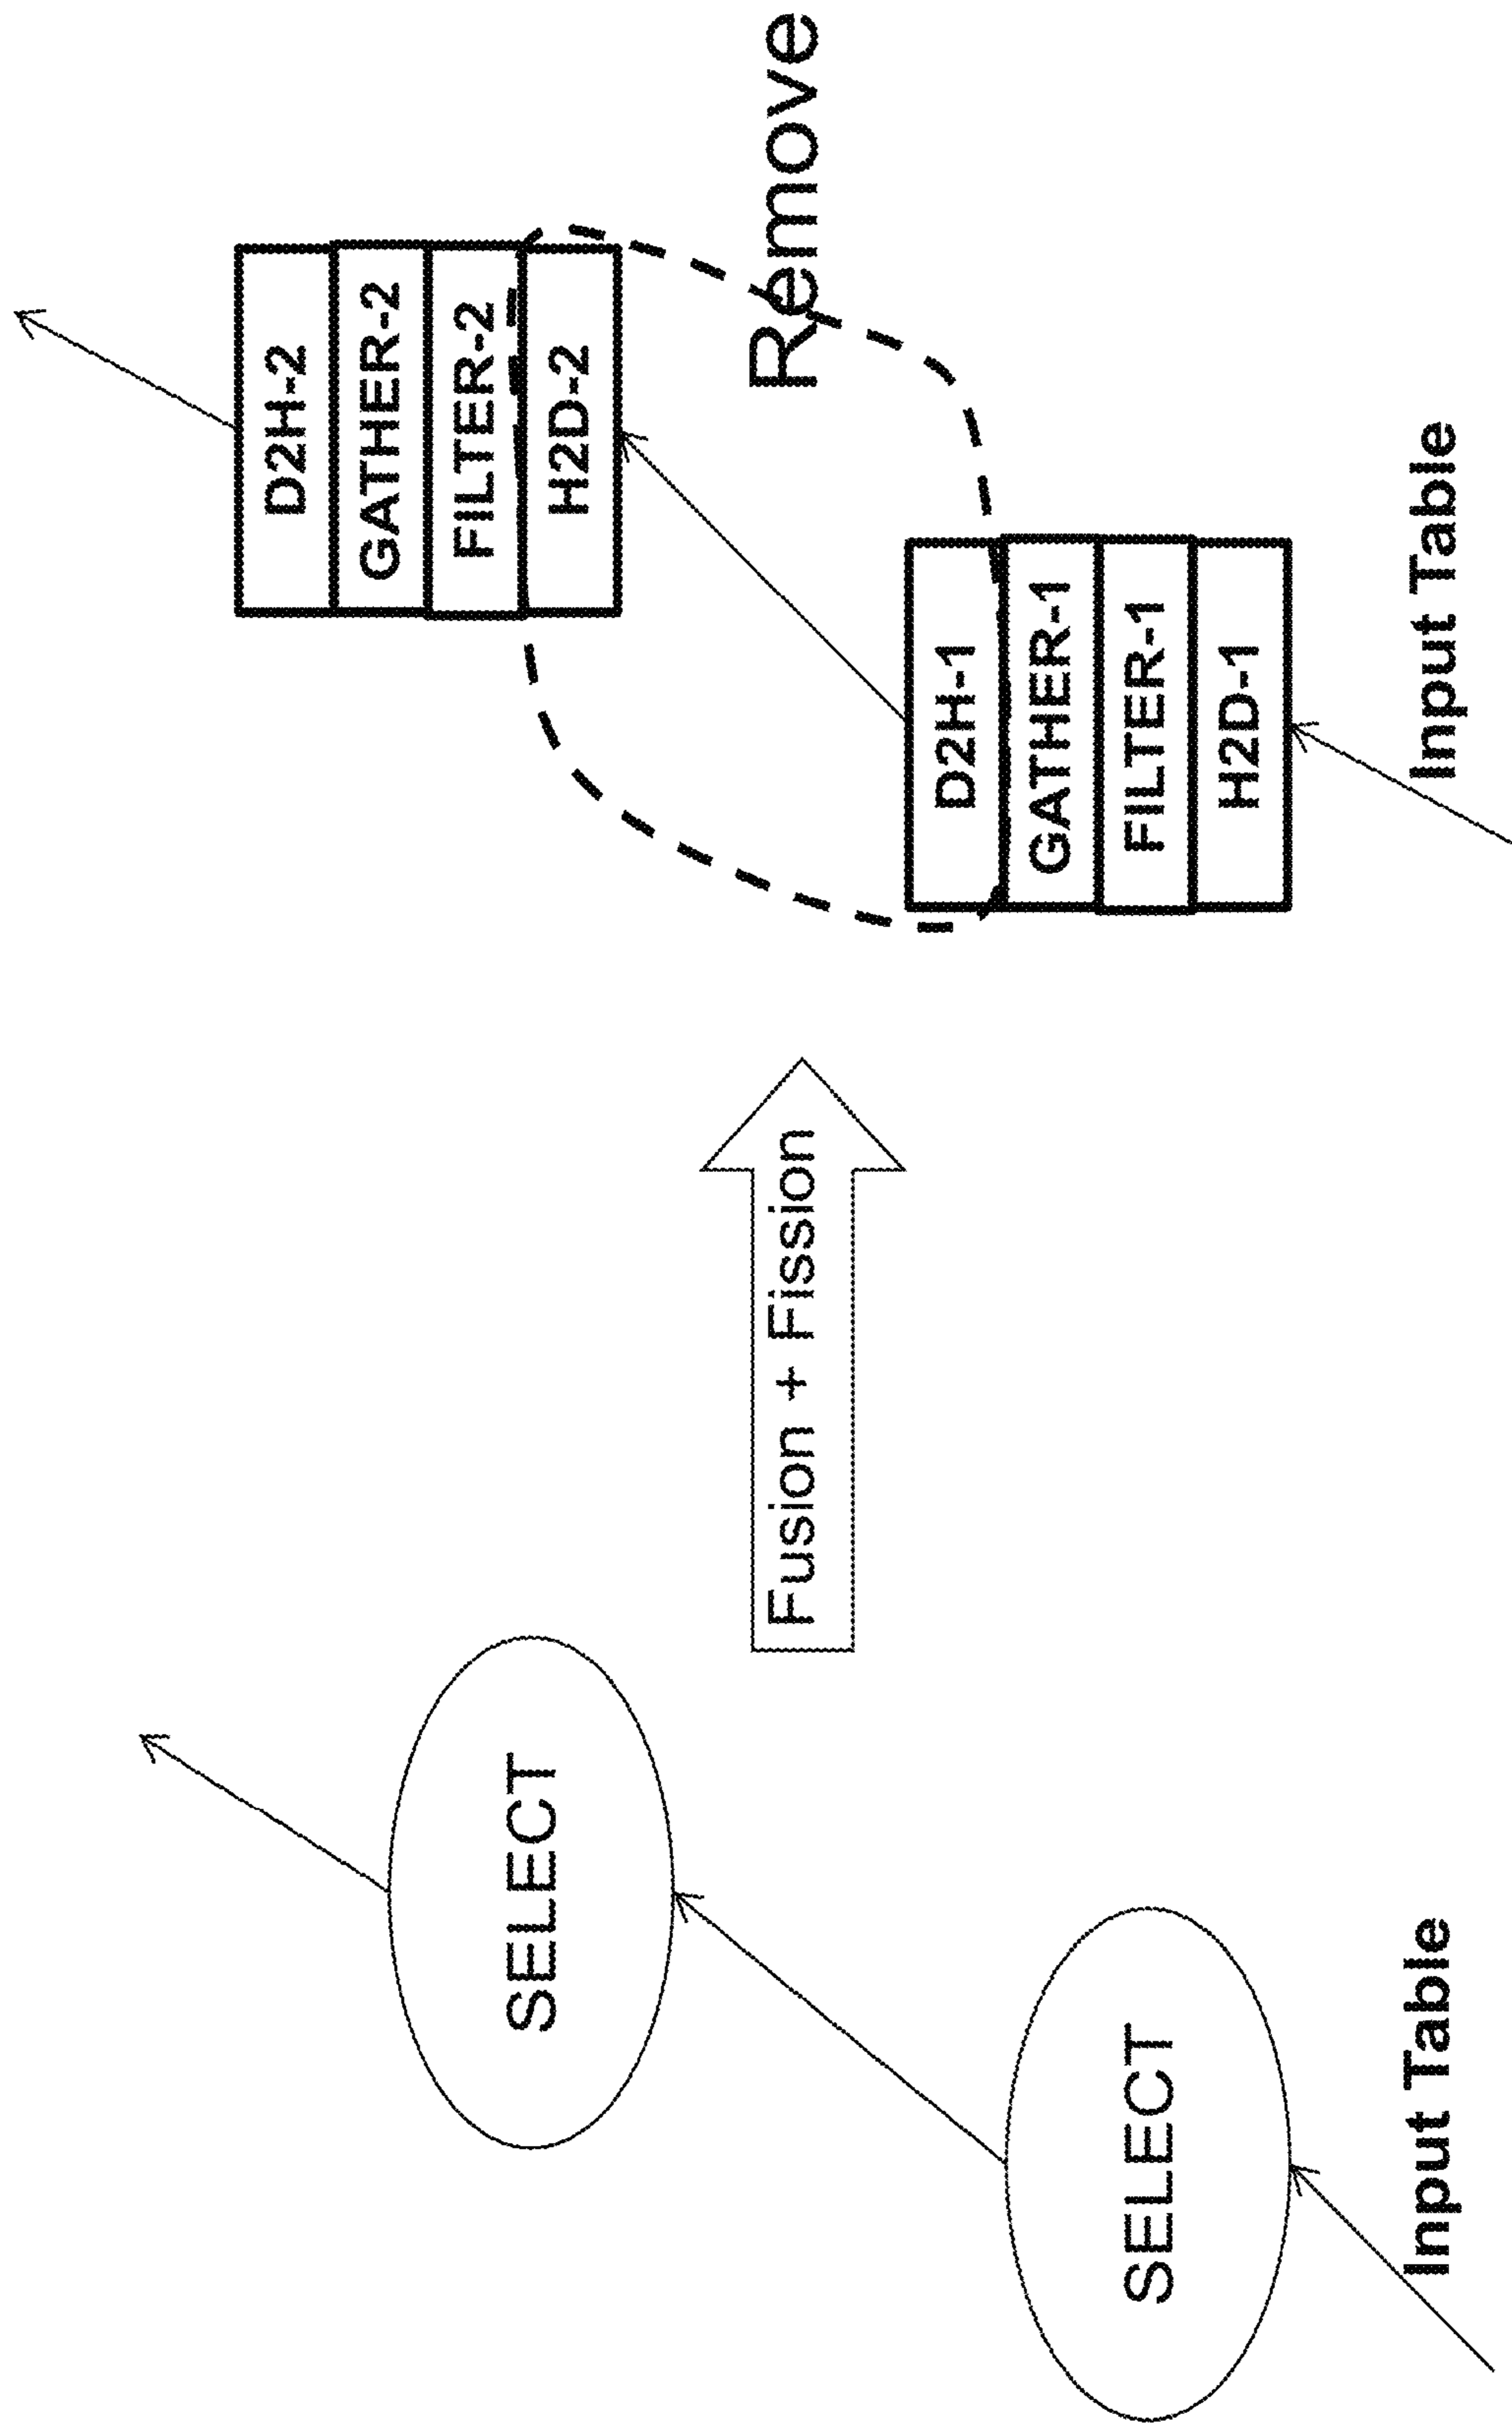 SELECT
SELECT
Input Table
Fusion + Fission
D2H-2
GATHER-2
FILTER-2
H2D-2
Remove
D2H-1
GATHER-1
FILTER-1
H2D-1
Input Table